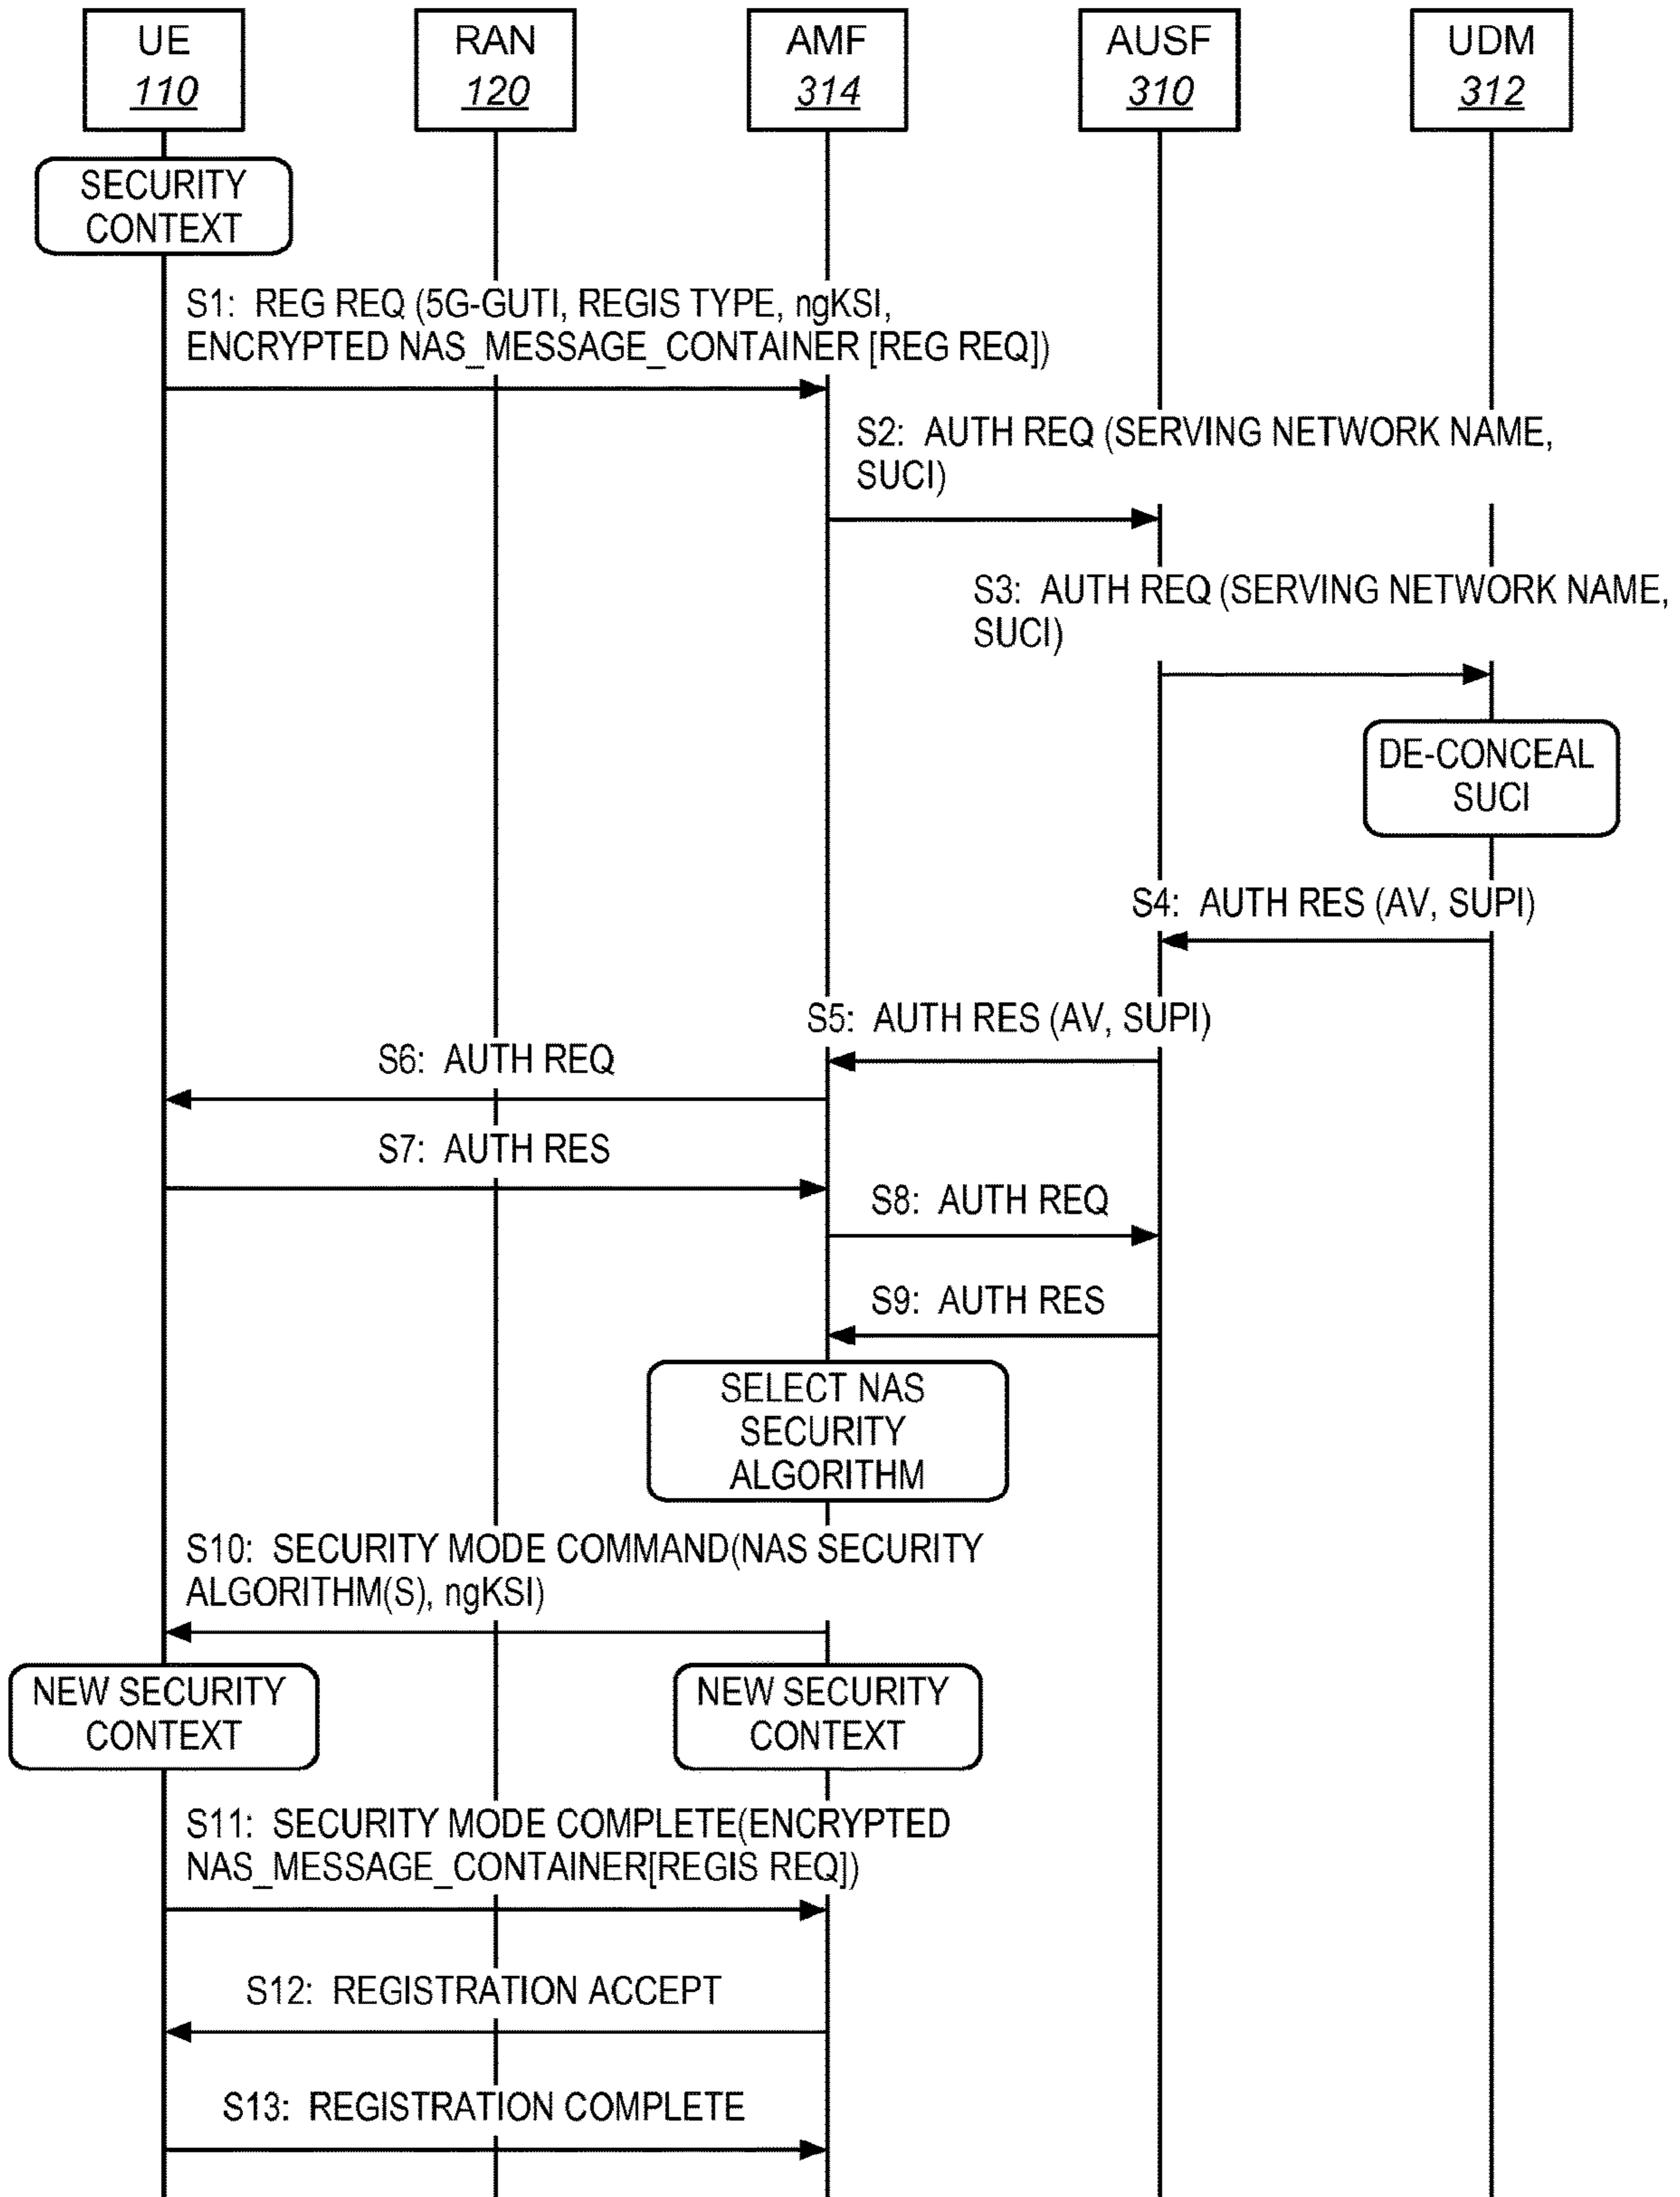 UE
110
RAN
120
AMF
314
AUSF
310
UDM
312
SECURITY
CONTEXT
S1: REG REQ (5G-GUTI, REGIS TYPE, ngKSI,
ENCRYPTED NAS_MESSAGE_CONTAINER [REG REQ])
S2: AUTH REQ (SERVING NETWORK NAME,
SUCI)
S3: AUTH REQ (SERVING NETWORK NAME,
SUCI)
DE-CONCEAL
SUCI
S4: AUTH RES (AV, SUPI)
S5: AUTH RES (AV, SUPI)
S6: AUTH REQ
S7: AUTH RES
S8: AUTH REQ
S9: AUTH RES
SELECT NAS
SECURITY
ALGORITHM
S10: SECURITY MODE COMMAND(NAS SECURITY
ALGORITHM(S), ngKSI)
NEW SECURITY
CONTEXT
NEW SECURITY
CONTEXT
S11: SECURITY MODE COMPLETE(ENCRYPTED
NAS_MESSAGE_CONTAINER[REGIS REQ])
S12: REGISTRATION ACCEPT
S13: REGISTRATION COMPLETE